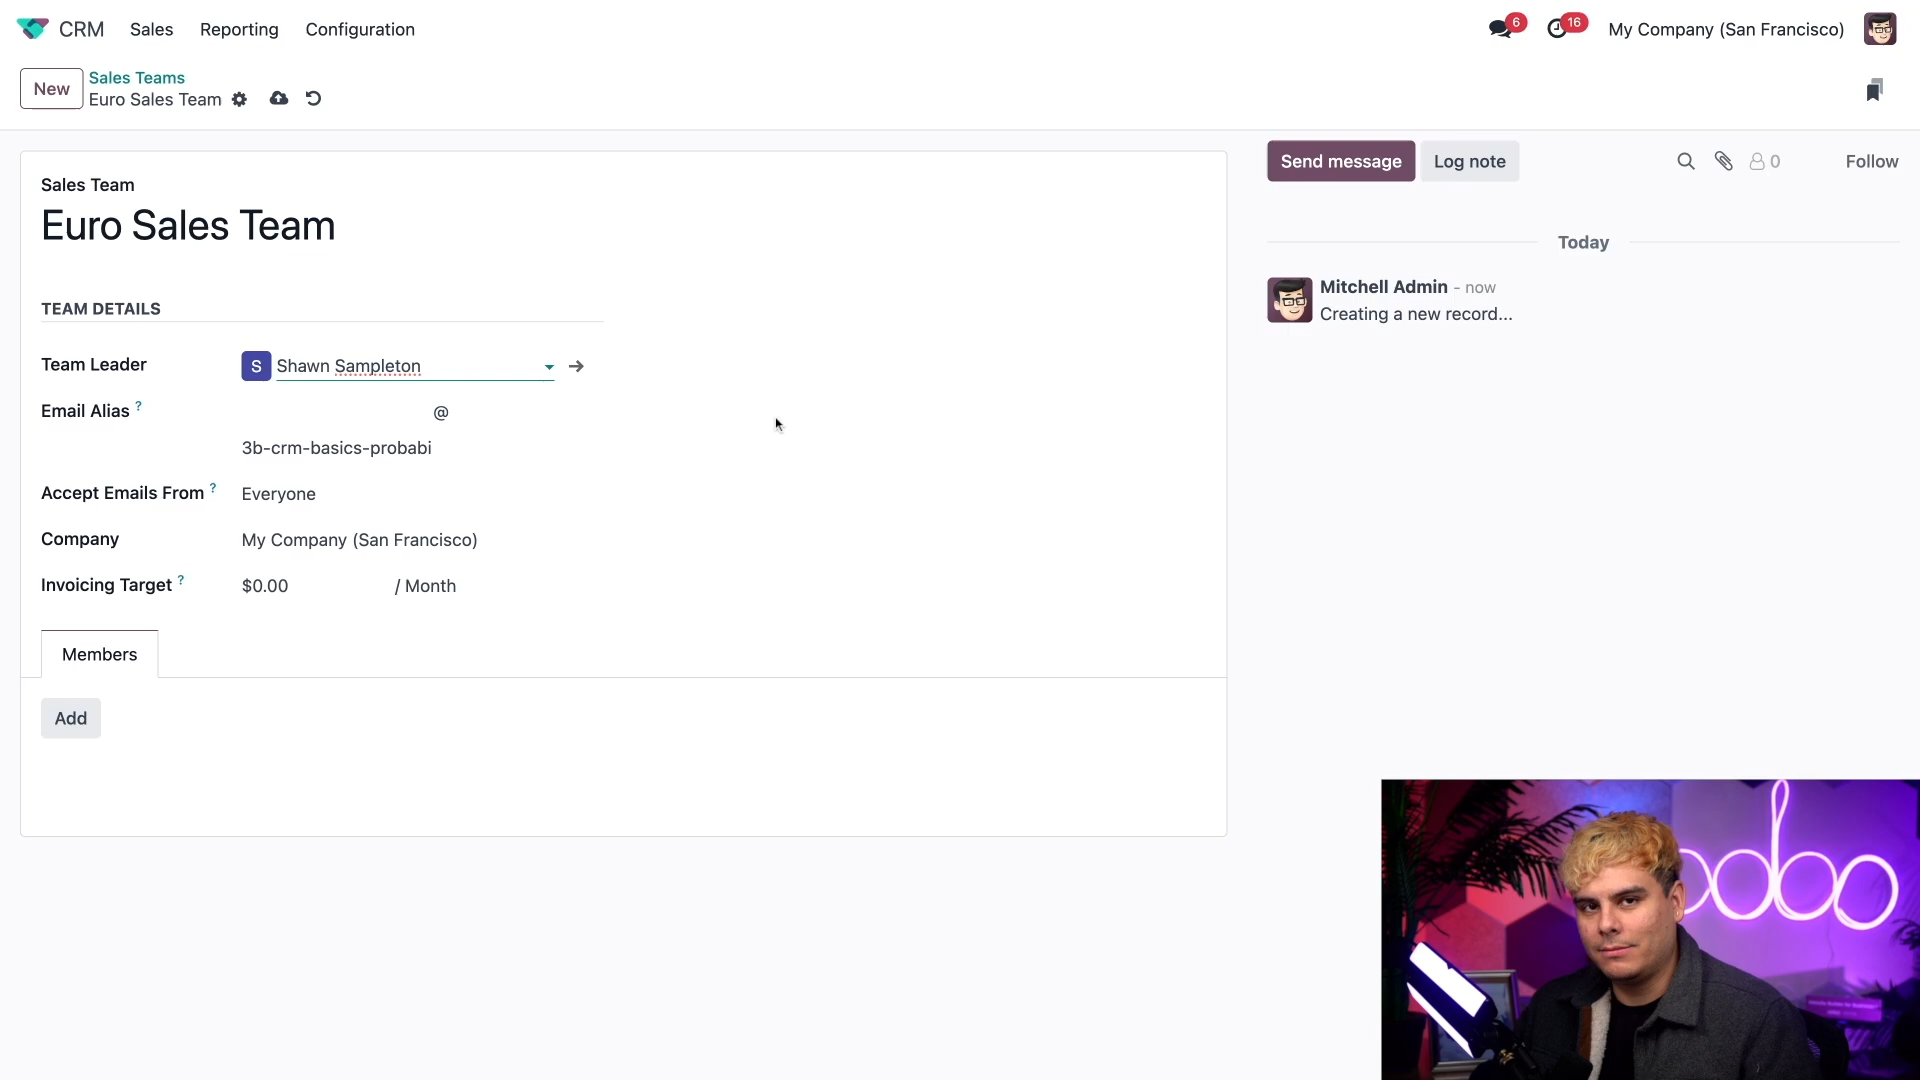 CRM Sales Reporting Configuration 6 16 My Company (San Francisco)
New Sales Teams
Euro Sales Team
Send message Log note 0 Follow
Sales Team
Euro Sales Team
Today
Mitchell Admin - now
Creating a new record...
TEAM DETAILS
Team Leader S Shawn Sampleton
Email Alias ? @
3b-crm-basics-probabi
Accept Emails From ? Everyone
Company My Company (San Francisco)
Invoicing Target ? $0.00 / Month
Members
Add
odoo